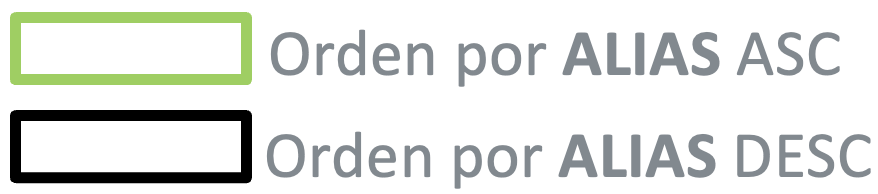 Orden por ALIAS ASC
Orden por ALIAS DESC